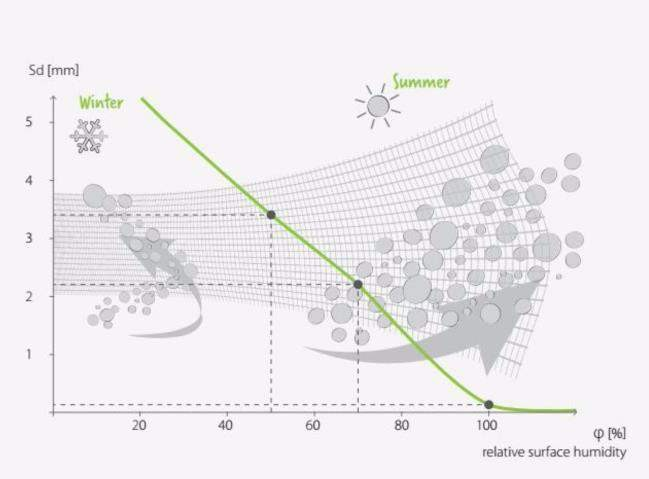 Sd [mm]
Winter
Summer
5
4
3
2
1
20
40
60
80
100
φ [%]
relative surface humidity